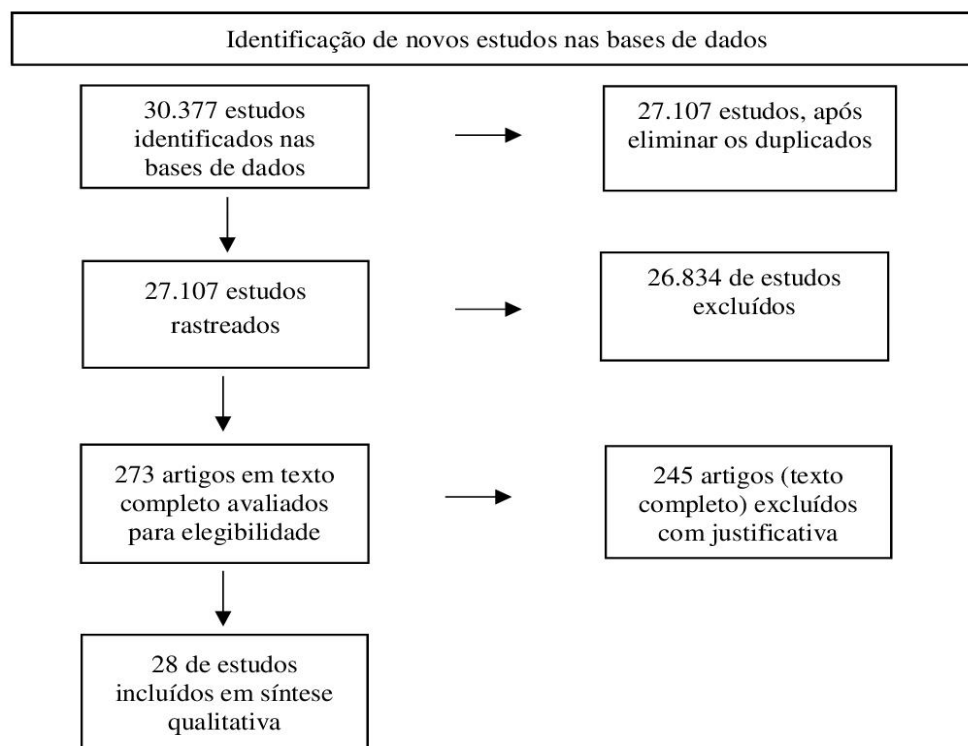 Identificação de novos estudos nas bases de dados
30.377 estudos
identificados nas
bases de dados
27.107 estudos, após
eliminar os duplicados
27.107 estudos
rastreados
26.834 de estudos
excluídos
273 artigos em texto
completo avaliados
para elegibilidade
245 artigos (texto
completo) excluídos
com justificativa
28 de estudos
incluídos em síntese
qualitativa